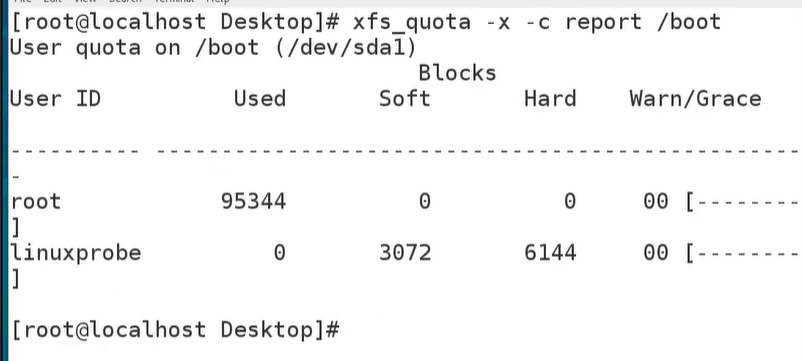 [root@localhost Desktop]# xfs_quota -x -c report /boot
User quota on /boot (/dev/sda1)
                               Blocks
User ID          Used       Soft       Hard    Warn/Grace
---------- --------------------------------------------------
-
root            95344          0          0     00 [--------
]
linuxprobe          0       3072       6144     00 [--------
]
[root@localhost Desktop]#